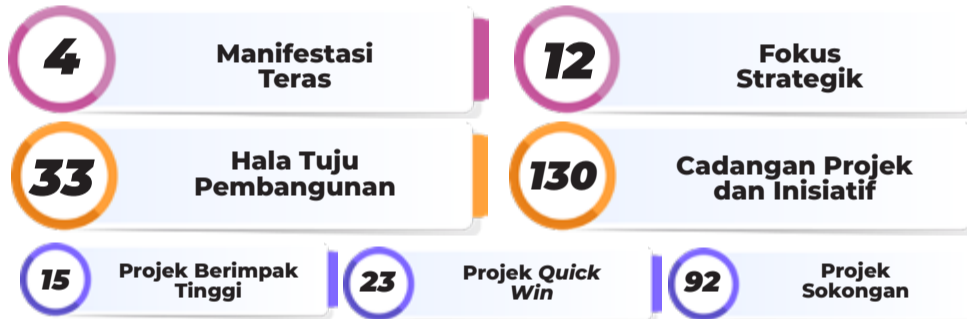 4
Manifestasi
Teras
12
Fokus
Strategik
33
Hala Tuju
Pembangunan
130
Cadangan Projek
dan Inisiatif
15
Projek Berimpak
Tinggi
23
Projek Quick
Win
92
Projek
Sokongan